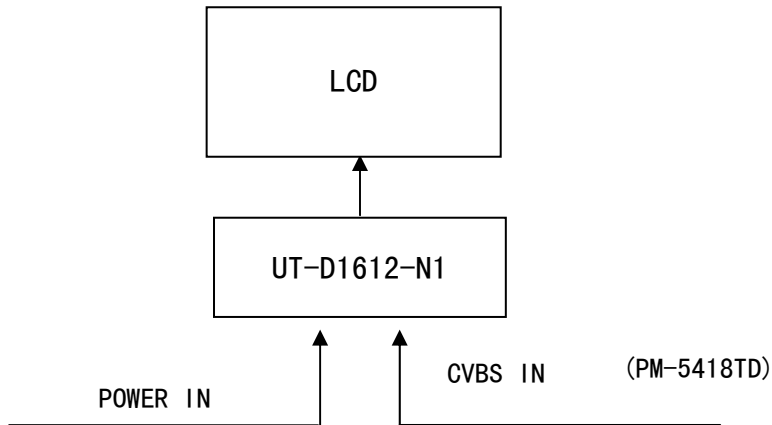 LCD
UT-D1612-N1
CVBS IN
(PM-5418TD)
POWER IN